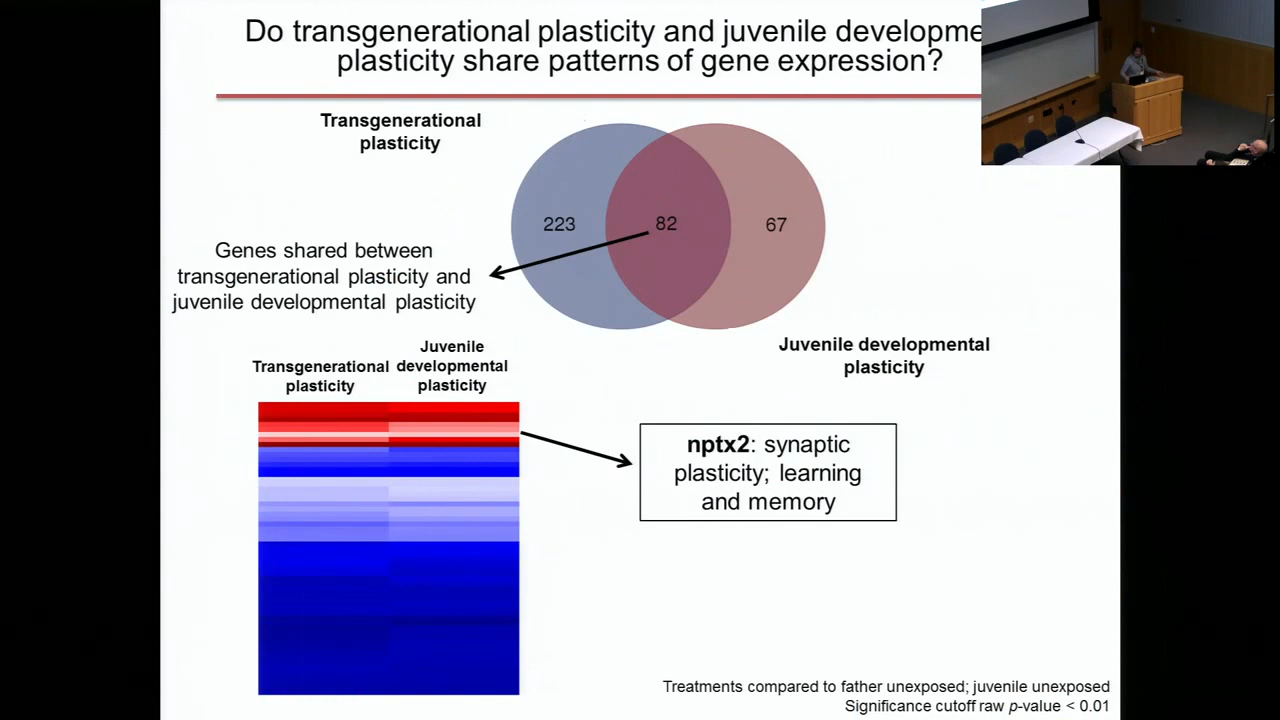 Do transgenerational plasticity and juvenile developme
plasticity share patterns of gene expression?
Transgenerational
plasticity
223
82
67
Genes shared between
transgenerational plasticity and
juvenile developmental plasticity
Juvenile developmental
plasticity
Transgenerational
plasticity
Juvenile
developmental
plasticity
nptx2: synaptic
plasticity; learning
and memory
Treatments compared to father unexposed; juvenile unexposed
Significance cutoff raw p-value < 0.01